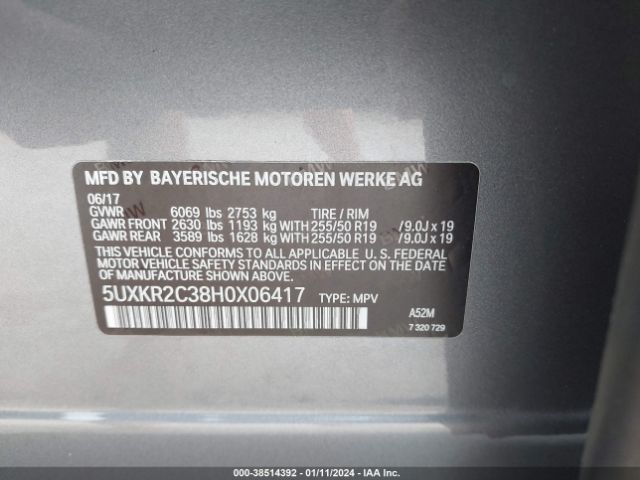 MFD BY BAYERISCHE MOTOREN WERKE AG
06/17
GVWR 6069 lbs 2753 kg TIRE / RIM
GAWR FRONT 2630 lbs 1193 kg WITH 255/50 R19 /9.0J x 19
GAWR REAR 3589 lbs 1628 kg WITH 255/50 R19 /9.0J x 19
THIS VEHICLE CONFORMS TO ALL APPLICABLE U. S. FEDERAL
MOTOR VEHICLE SAFETY STANDARDS IN EFFECT ON THE DATE OF
MANUFACTURE SHOWN ABOVE.
5UXKR2C38H0X06417 TYPE: MPV
A52M
7 320 729
000-38514392 - 01/11/2024 - IAA Inc.